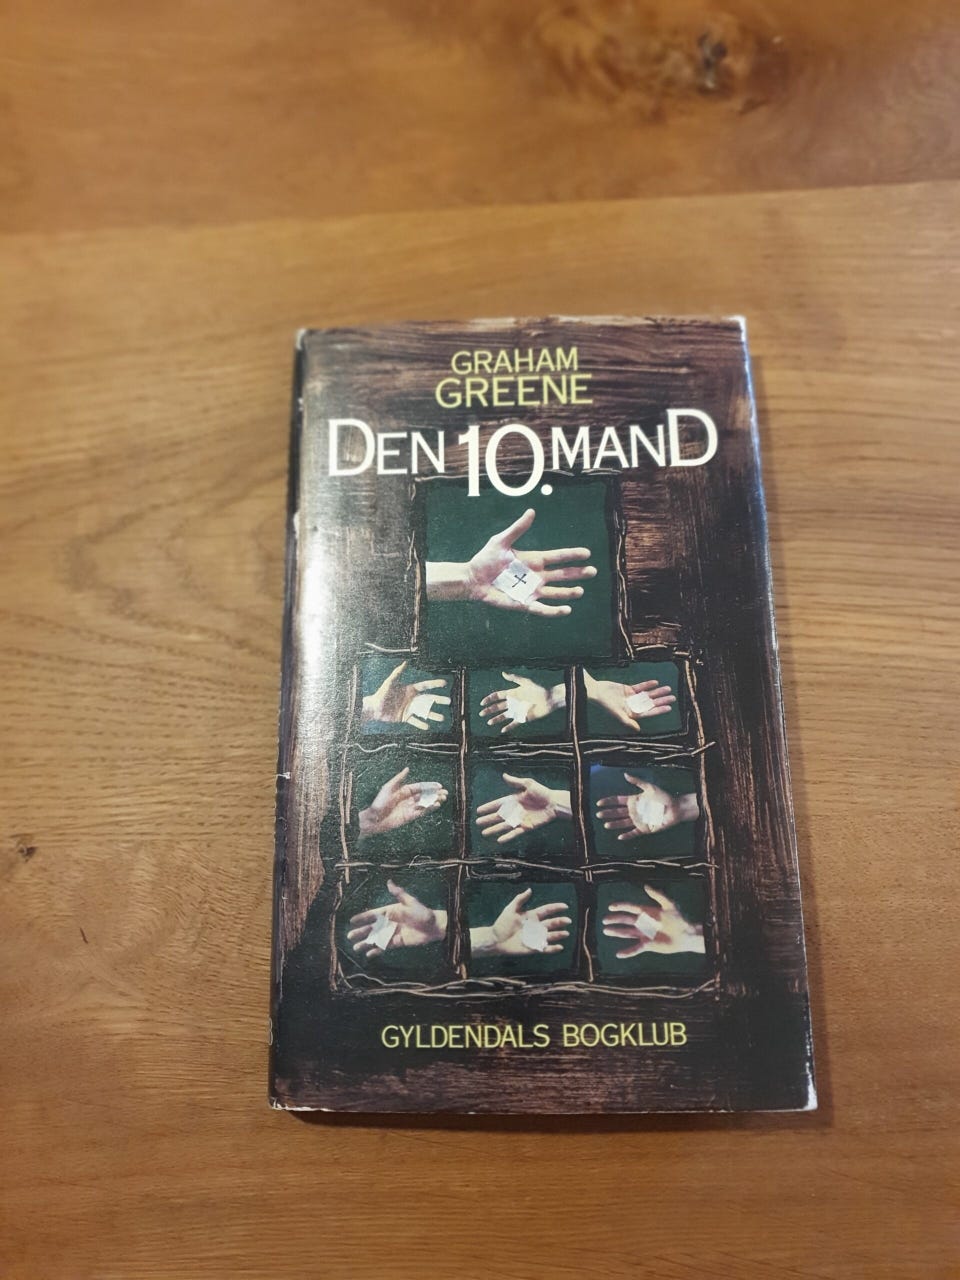 GRAHAM
GREENE
DEN 10. MAND
GYLDENDALS BOGKLUB